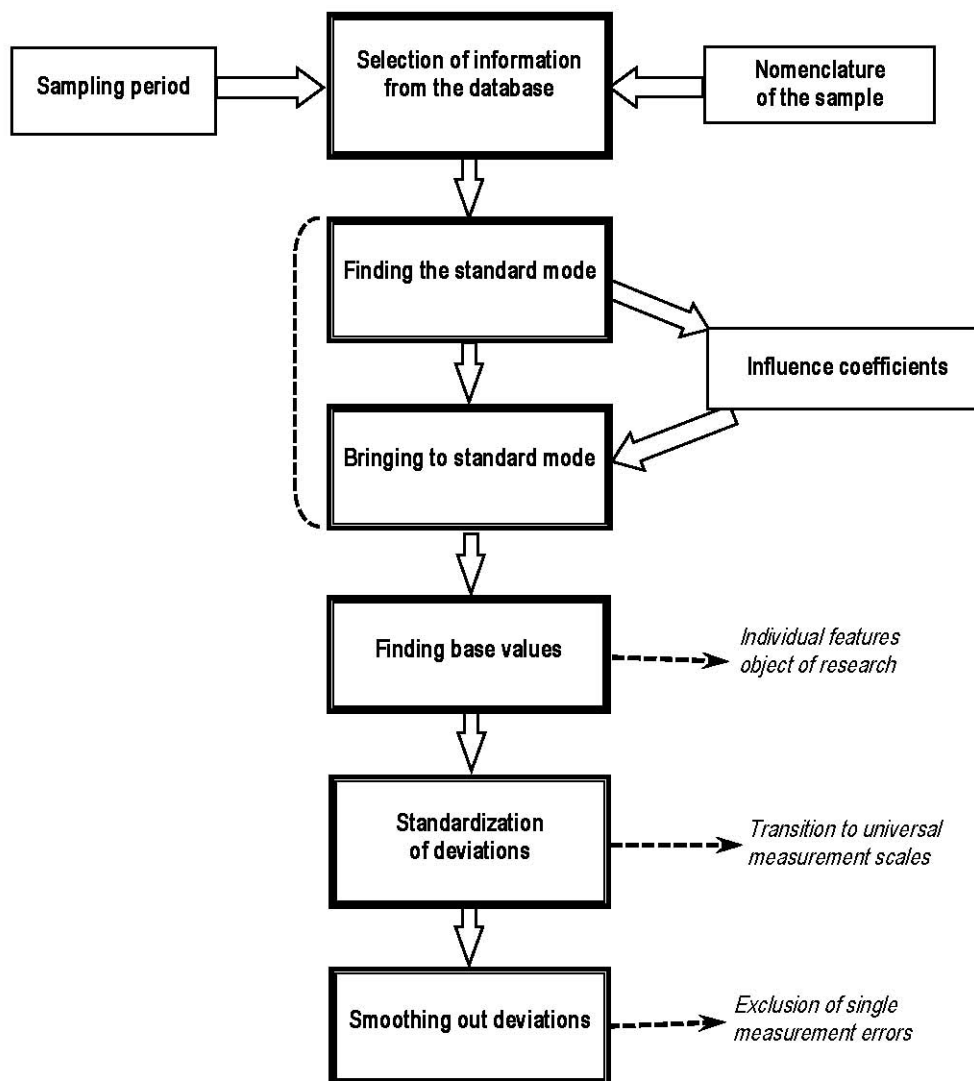 Sampling period
Selection of information
from the database
Nomenclature
of the sample
Finding the standard mode
Influence coefficients
Bringing to standard mode
Finding base values
Individual features
object of research
Standardization
of deviations
Transition to universal
measurement scales
Smoothing out deviations
Exclusion of single
measurement errors